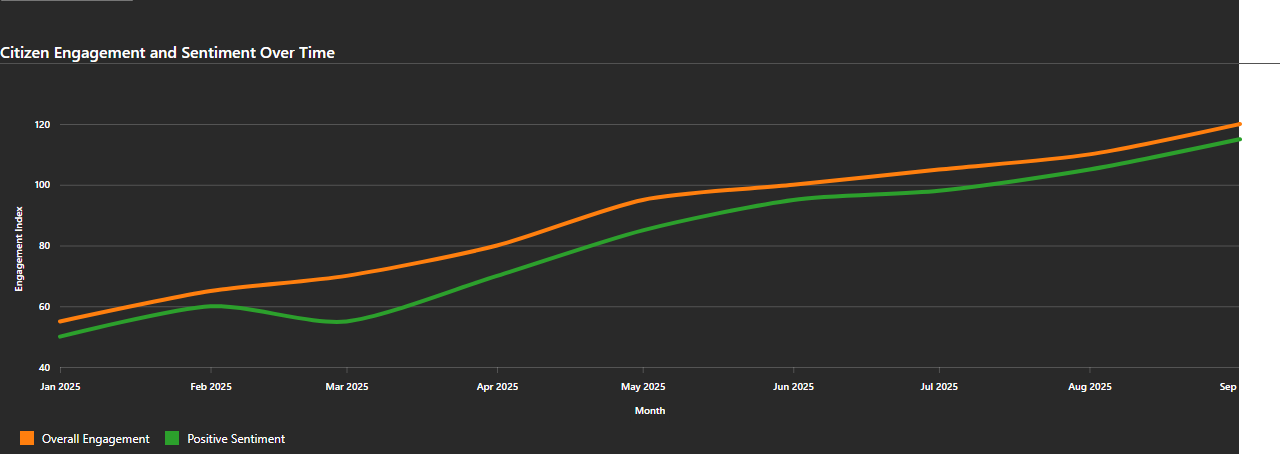 Citizen Engagement and Sentiment Over Time
120
100
80
60
40
Engagement Index
Jan 2025 Feb 2025 Mar 2025 Apr 2025 May 2025 Jun 2025 Jul 2025 Aug 2025 Sep
Month
Overall Engagement Positive Sentiment